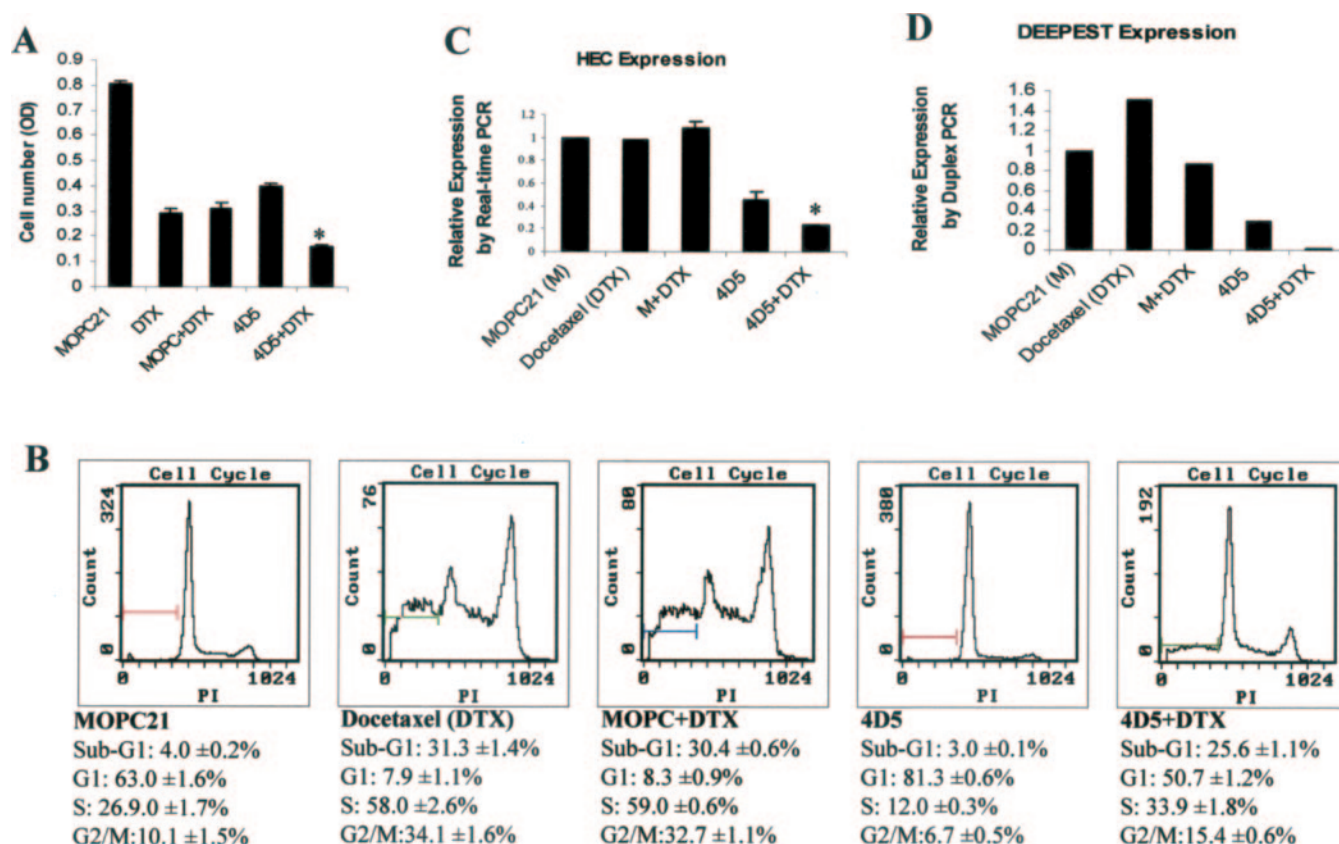 A
Cell number (OD)
0.9
0.8
0.7
0.6
0.5
0.4
0.3
0.2
0.1
0
MOPC21
DTX
MOPC+DTX
4D5
4D5+DTX
*
C
HEC Expression
Relative Expression
by Real-time PCR
1.2
1
0.8
0.6
0.4
0.2
0
MOPC21 (M)
Docetaxel (DTX)
M+DTX
4D5
4D5+DTX
*
D
DEEPEST Expression
Relative Expression
by Duplex PCR
1.6
1.4
1.2
1
0.8
0.6
0.4
0.2
0
MOPC21 (M)
Docetaxel (DTX)
M+DTX
4D5
4D5+DTX
B
Cell Cycle
324
Count
0
0
1024
PI
MOPC21
Sub-G1: 4.0 ±0.2%
G1: 63.0 ±1.6%
S: 26.9.0 ±1.7%
G2/M:10.1 ±1.5%
Cell Cycle
76
Count
0
0
1024
PI
Docetaxel (DTX)
Sub-G1: 31.3 ±1.4%
G1: 7.9 ±1.1%
S: 58.0 ±2.6%
G2/M:34.1 ±1.6%
Cell Cycle
80
Count
0
0
1024
PI
MOPC+DTX
Sub-G1: 30.4 ±0.6%
G1: 8.3 ±0.9%
S: 59.0 ±0.6%
G2/M:32.7 ±1.1%
Cell Cycle
380
Count
0
0
1024
PI
4D5
Sub-G1: 3.0 ±0.1%
G1: 81.3 ±0.6%
S: 12.0 ±0.3%
G2/M:6.7 ±0.5%
Cell Cycle
192
Count
0
0
1024
PI
4D5+DTX
Sub-G1: 25.6 ±1.1%
G1: 50.7 ±1.2%
S: 33.9 ±1.8%
G2/M:15.4 ±0.6%